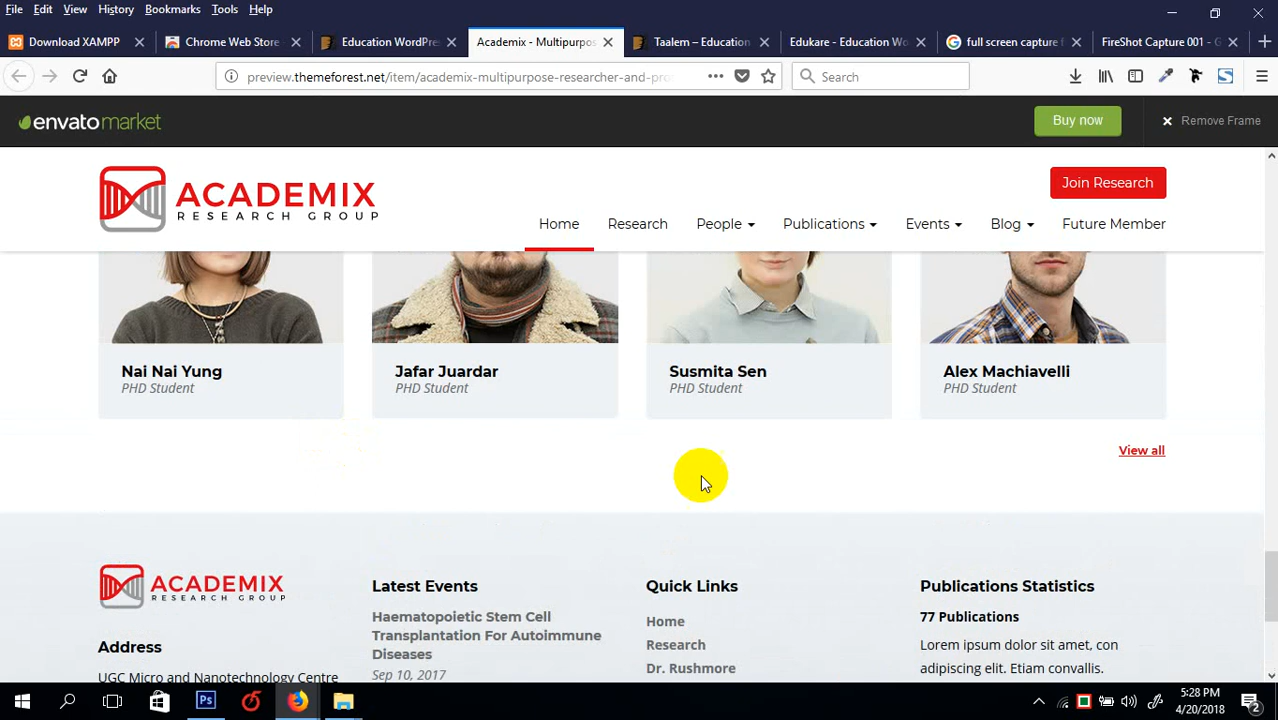 File Edit View History Bookmarks Tools Help
Download XAMPP
Chrome Web Store -
Education WordPre
Academix - Multipurpos
Taalem – Education
Edukare - Education Wo
full screen capture f
FireShot Capture 001 - G
preview.themeforest.net/item/academix-multipurpose-researcher-and-pro
Search
envato market
Buy now
Remove Frame
ACADEMIX
RESEARCH GROUP
Join Research
Home Research People Publications Events Blog Future Member
Nai Nai Yung
PHD Student
Jafar Juardar
PHD Student
Susmita Sen
PHD Student
Alex Machiavelli
PHD Student
View all
ACADEMIX
RESEARCH GROUP
Address
UGC Micro and Nanotechnology Centre
Latest Events
Haematopoietic Stem Cell
Transplantation For Autoimmune
Diseases
Sep 10, 2017
Quick Links
Home
Research
Dr. Rushmore
Publications Statistics
77 Publications
Lorem ipsum dolor sit amet, con
adipiscing elit. Etiam convallis.
Ps
5:28 PM
4/20/2018
2